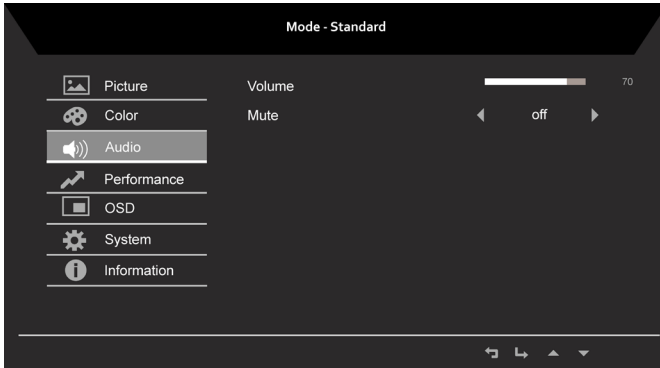 Mode - Standard
Picture
Volume
70
Color
Mute
off
Audio
Performance
OSD
System
Information